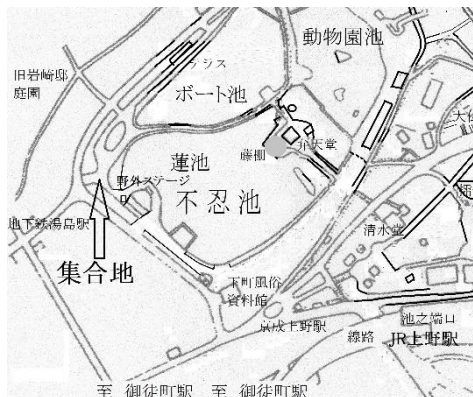 動物園池
旧岩崎邸
庭園
ボート池
蓮池
藤棚
弁天堂
野外ステージ
不忍池
地下鉄湯島駅
清水堂
集合地
下町風俗
資料館
京成上野駅
池之端口
線路
JR上野駅
至 御徒町駅
至 御徒町駅